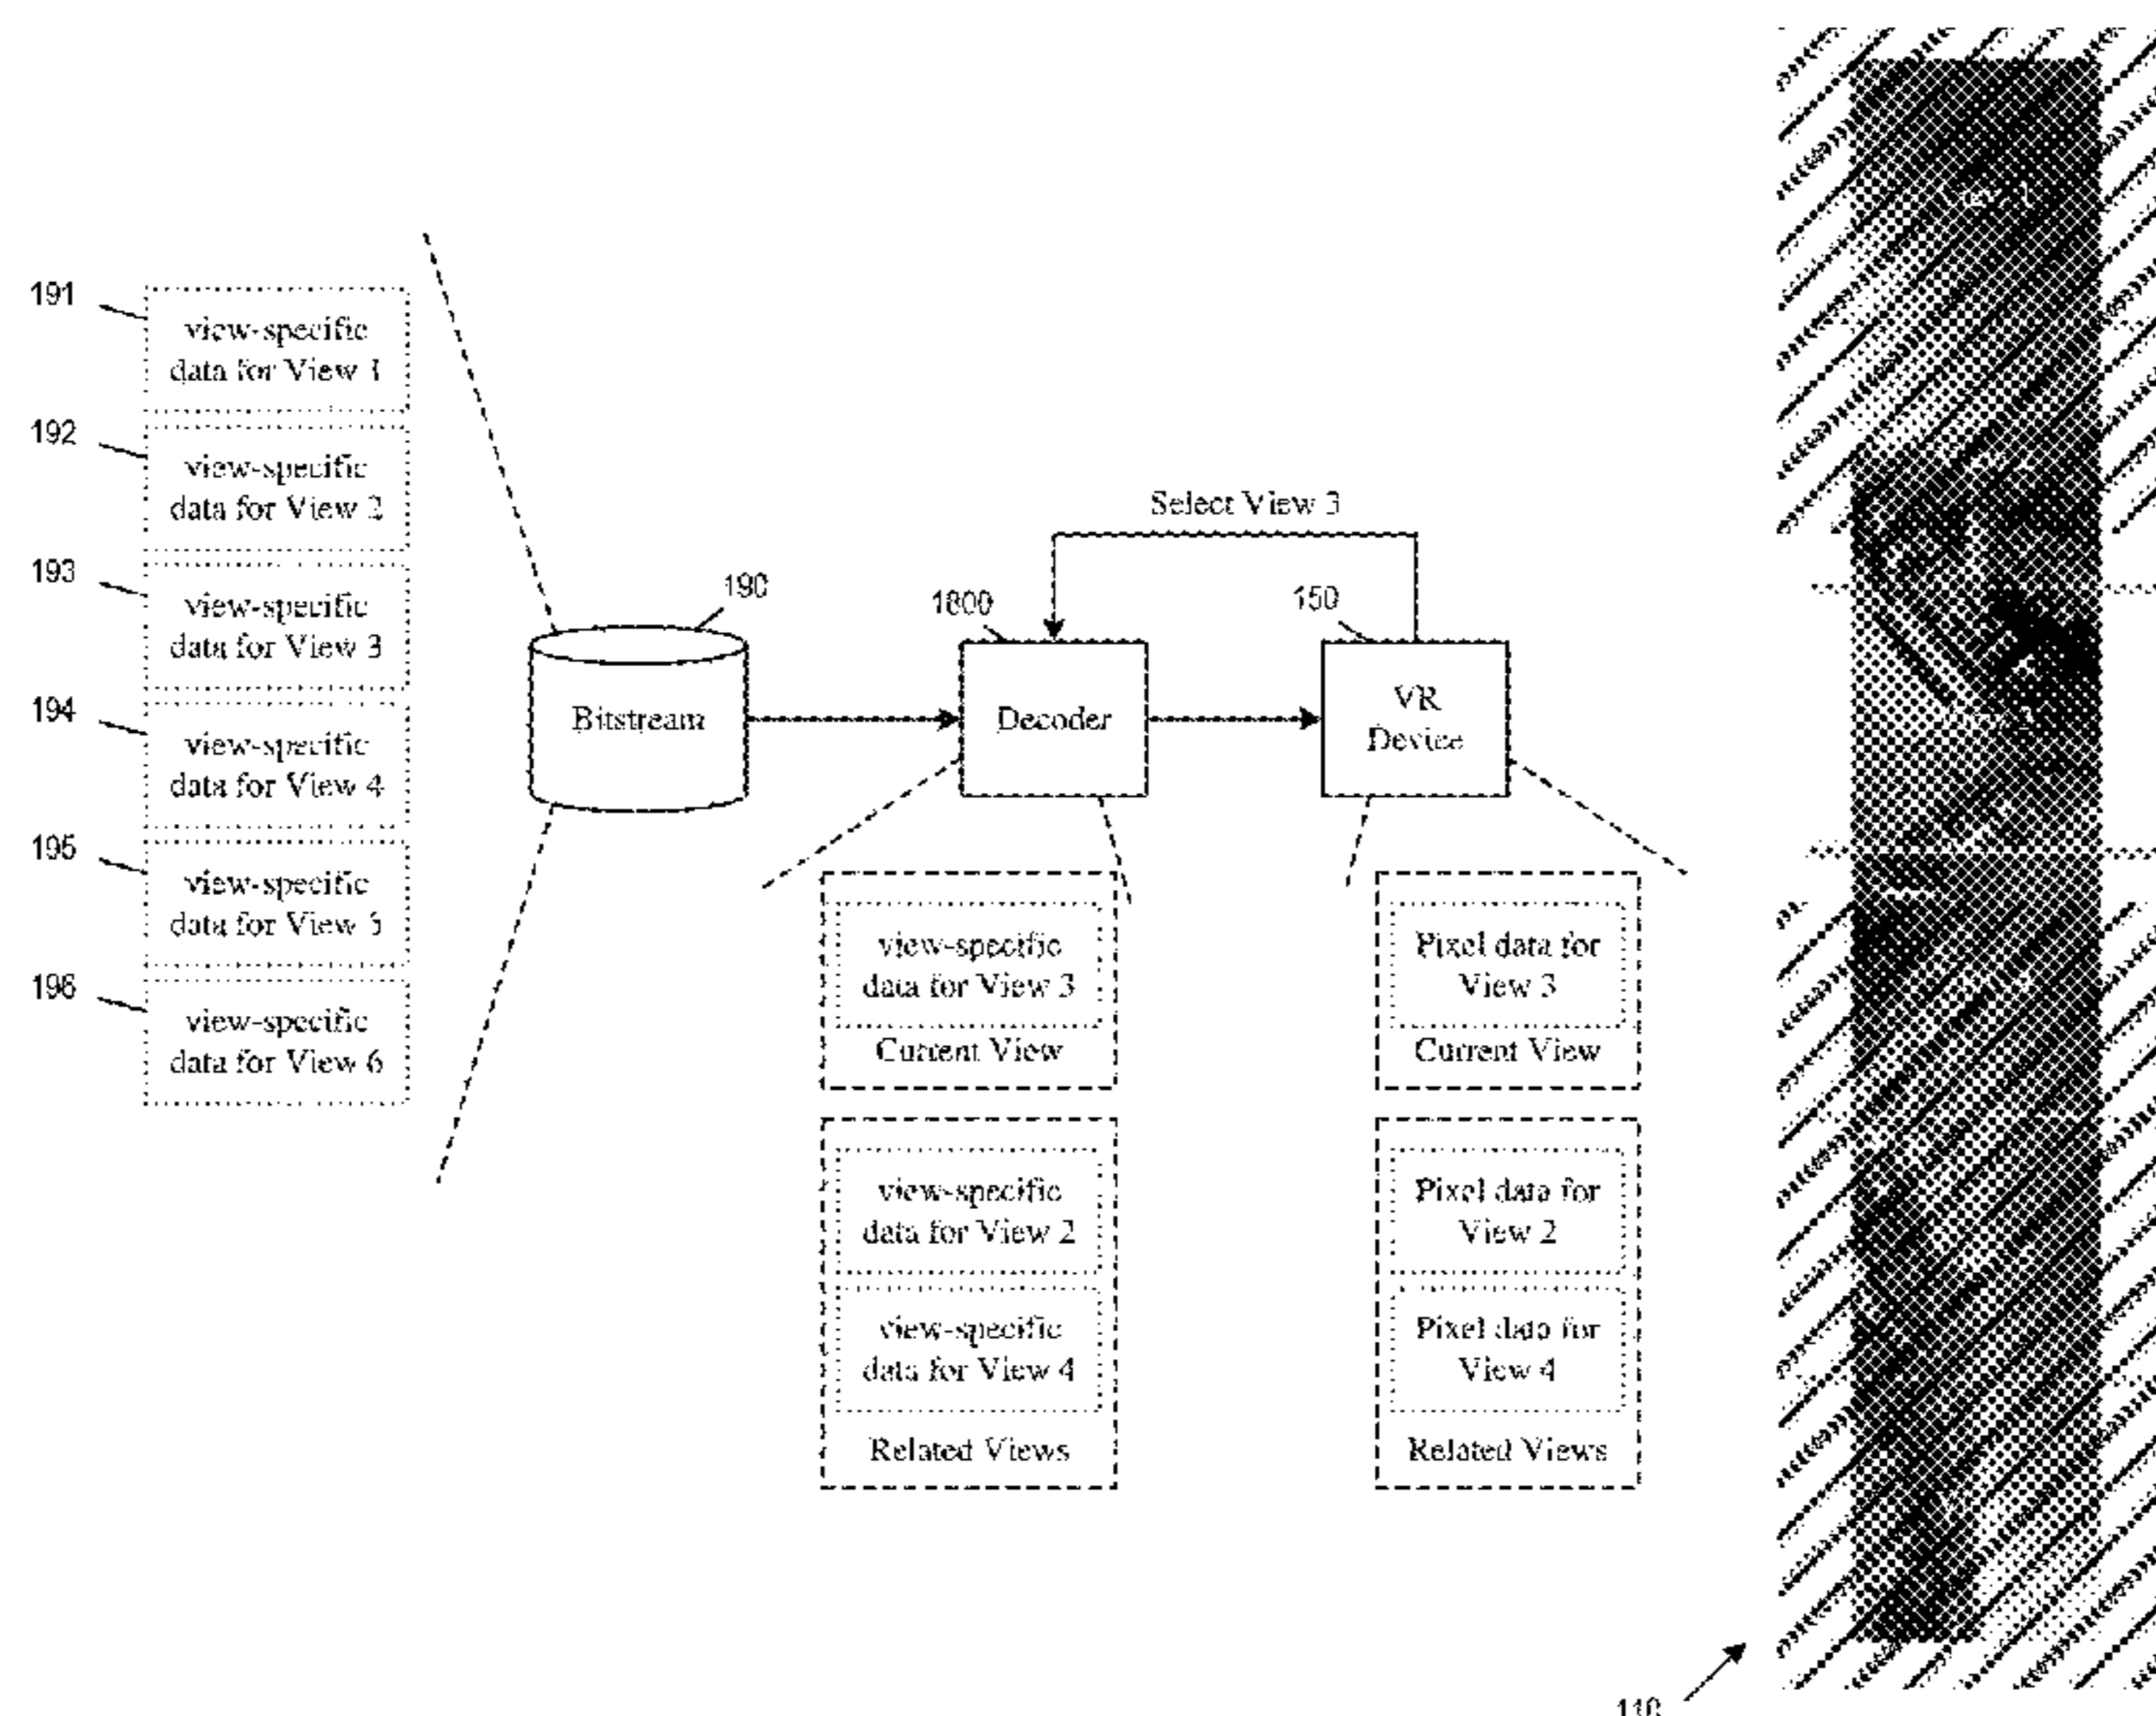 191
view-specific
data for View 1
192
view-specific
data for View 2
193
view-specific
data for View 3
194
view-specific
data for View 4
195
view-specific
data for View 5
196
view-specific
data for View 6
190
Bitstream
Select View 3
1800
Decoder
150
VR
Device
view-specific
data for View 3
Current View
view-specific
data for View 2
view-specific
data for View 4
Related Views
Pixel data for
View 3
Current View
Pixel data for
View 2
Pixel data for
View 4
Related Views
110